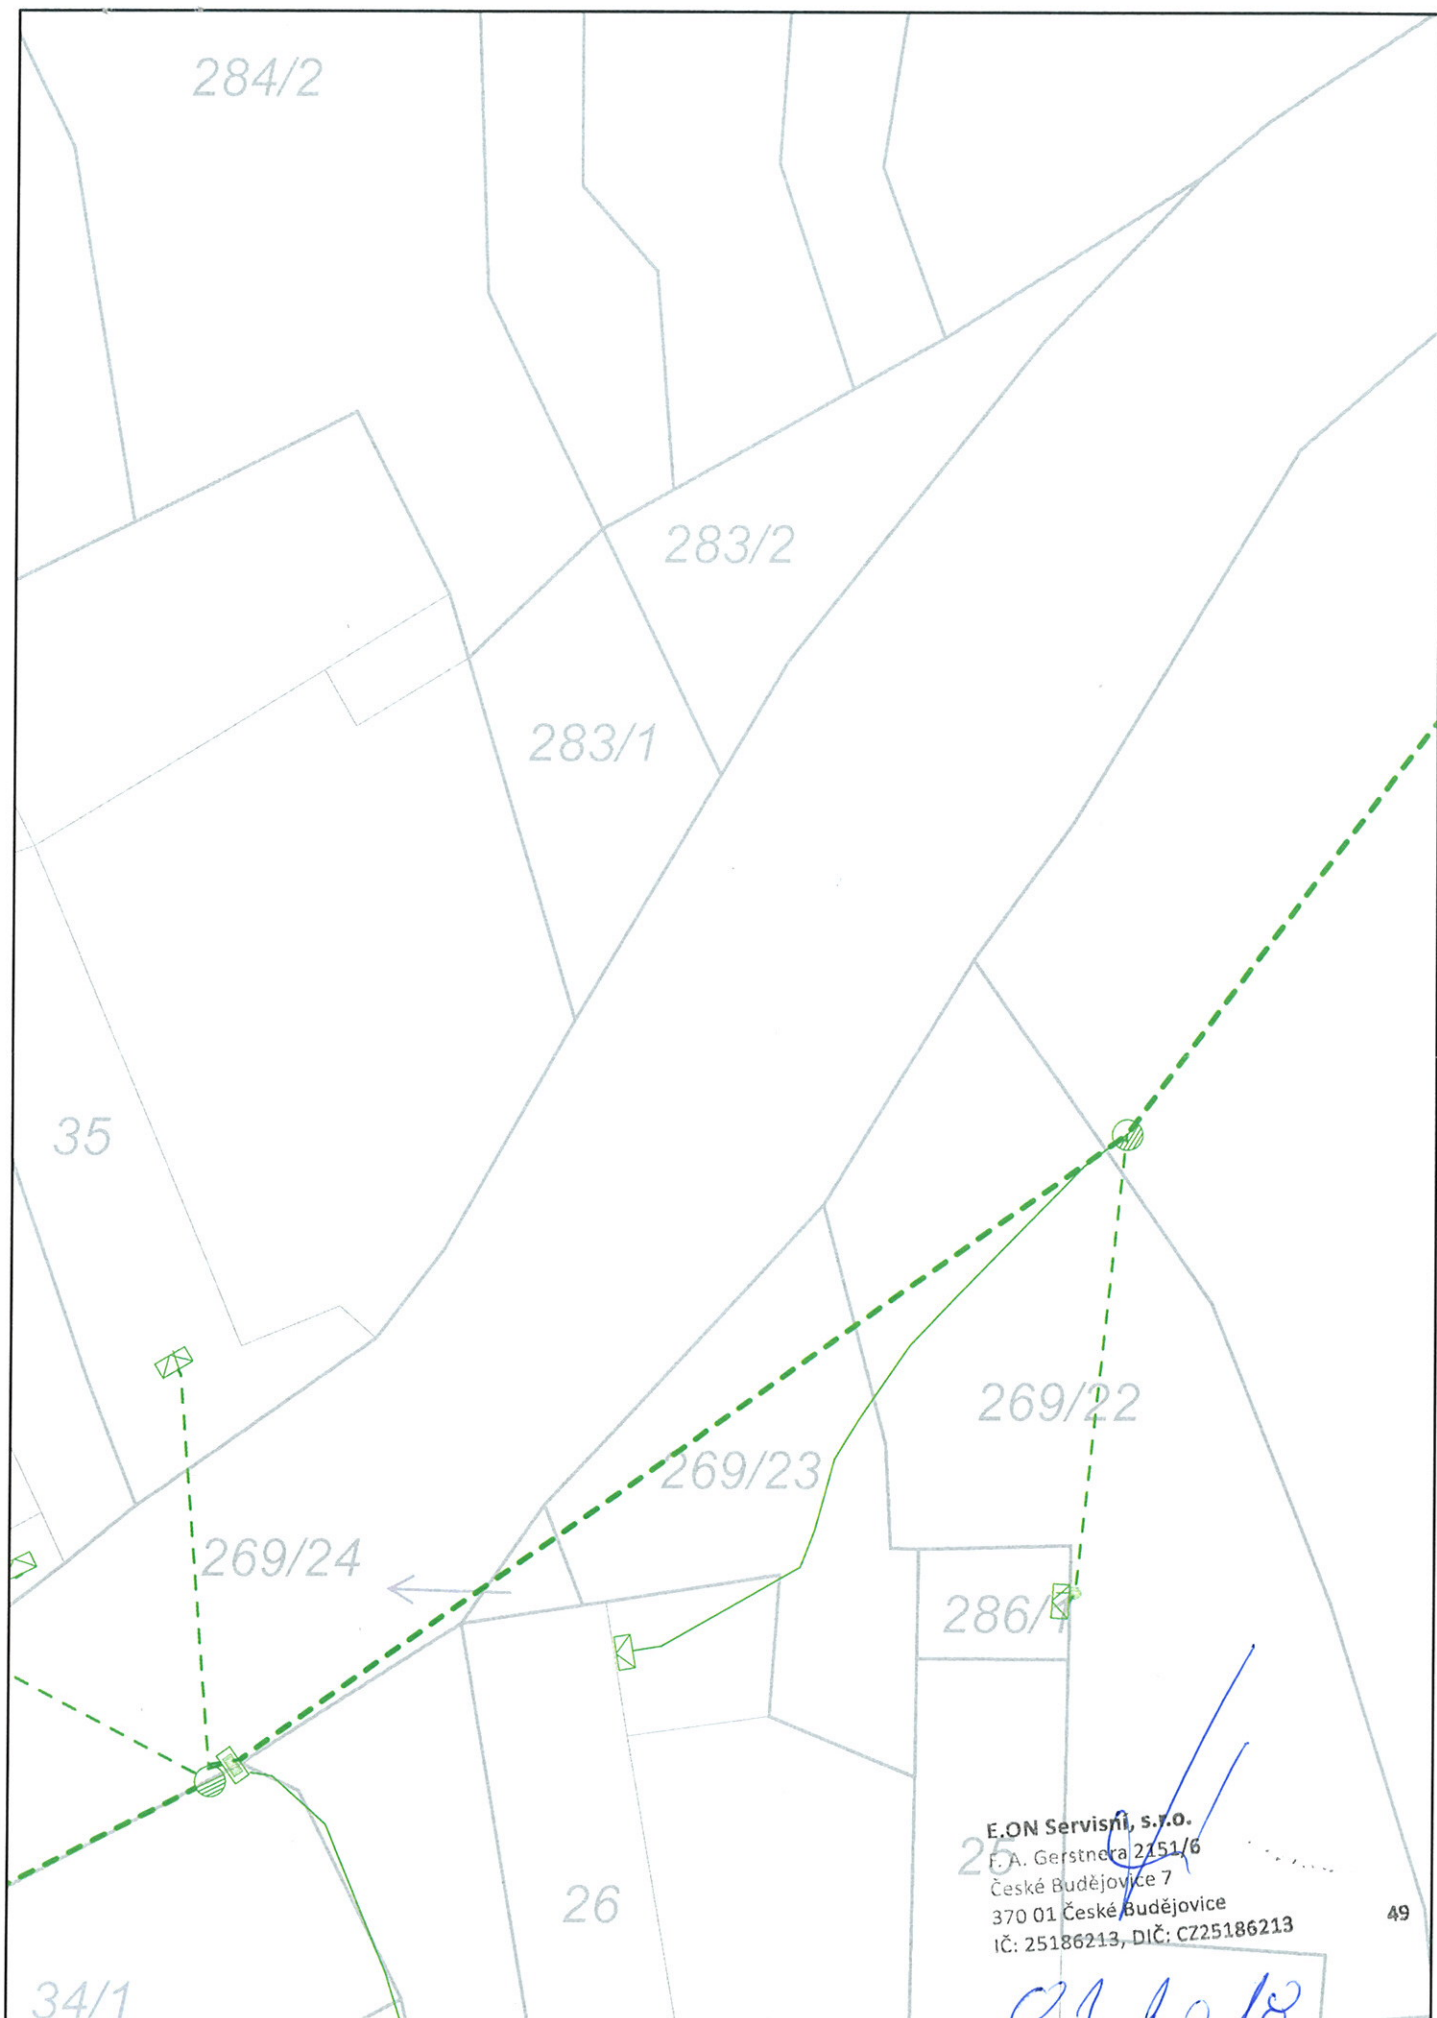 284/2
283/2
283/1
35
269/22
269/23
269/24
286/1
E.ON Servisní, s.r.o.
F. A. Gerstnera 2151/6
25
České Budějovice 7
26
370 01 České Budějovice
49
IČ: 25186213, DIČ: CZ25186213
34/1